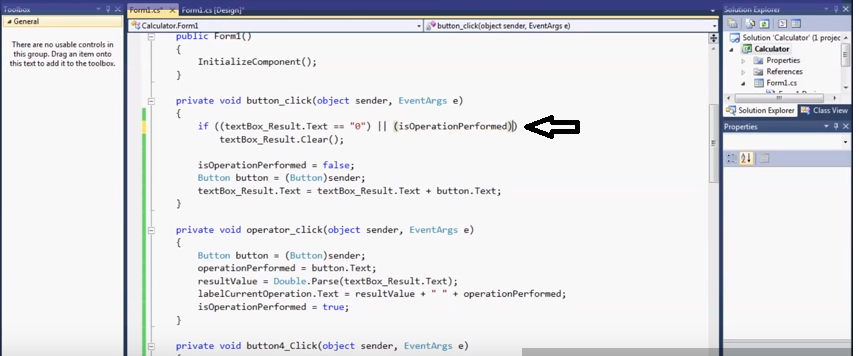 Toolbox
General
There are no usable controls in
this group. Drag an item onto
this text to add it to the toolbox.
Form1.cs*
Form1.cs [Design]*
Calculator.Form1
button_click(object sender, EventArgs e)
public Form1()
{
InitializeComponent();
}
private void button_click(object sender, EventArgs e)
{
if ((textBox_Result.Text == "0") || (isOperationPerformed))
textBox_Result.Clear();
isOperationPerformed = false;
Button button = (Button)sender;
textBox_Result.Text = textBox_Result.Text + button.Text;
}
private void operator_click(object sender, EventArgs e)
{
Button button = (Button)sender;
operationPerformed = button.Text;
resultValue = Double.Parse(textBox_Result.Text);
labelCurrentOperation.Text = resultValue + " " + operationPerformed;
isOperationPerformed = true;
}
private void button4_Click(object sender, EventArgs e)
Solution Explorer
Solution 'Calculator' (1 projec
Calculator
Properties
References
Form1.cs
Solution Explorer
Class View
Properties